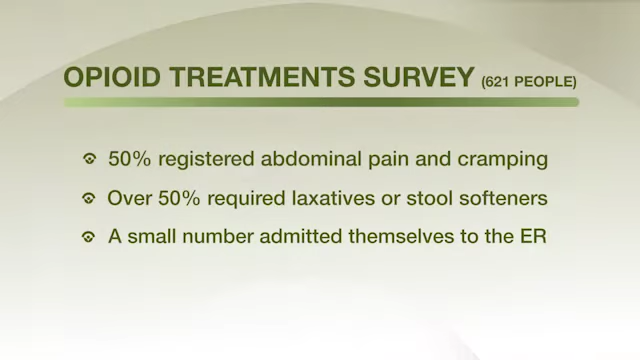 OPIOID TREATMENTS SURVEY (621 PEOPLE)
50% registered abdominal pain and cramping
Over 50% required laxatives or stool softeners
A small number admitted themselves to the ER